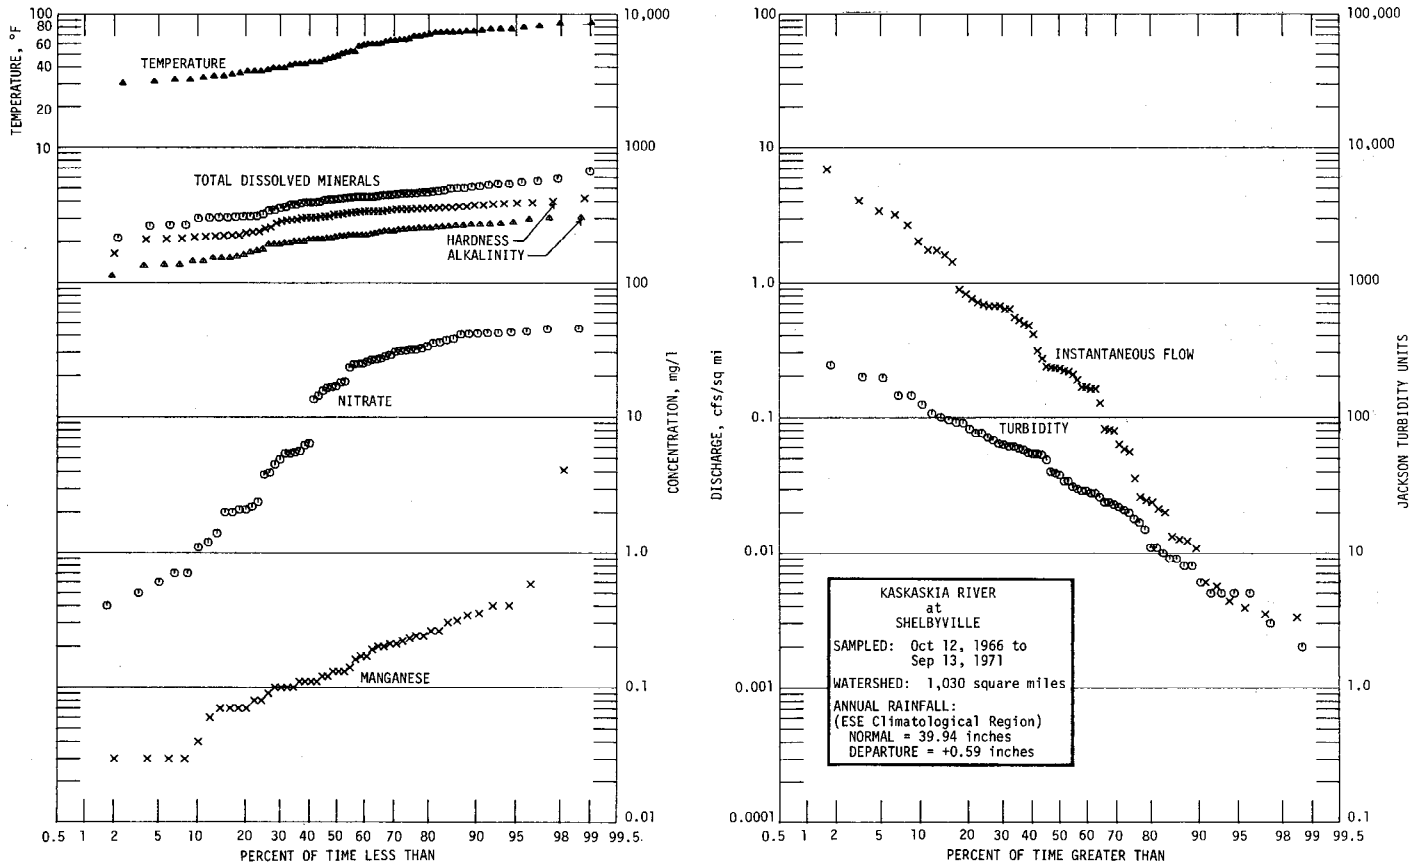 100
80
60
40
20
10
TEMPERATURE, °F
TEMPERATURE
TOTAL DISSOLVED MINERALS
HARDNESS
ALKALINITY
NITRATE
MANGANESE
10,000
1000
100
10
1.0
0.1
0.01
CONCENTRATION, mg/l
0.5 1 2 5 10 20 30 40 50 60 70 80 90 95 98 99 99.5
PERCENT OF TIME LESS THAN
100
10
1.0
0.1
0.01
0.001
0.0001
DISCHARGE, cfs/sq mi
INSTANTANEOUS FLOW
TURBIDITY
KASKASKIA RIVER
at
SHELBYVILLE
SAMPLED: Oct 12, 1966 to
Sep 13, 1971
WATERSHED: 1,030 square miles
ANNUAL RAINFALL:
(ESE Climatological Region)
NORMAL = 39.94 inches
DEPARTURE = +0.59 inches
100,000
10,000
1000
100
10
1.0
0.1
JACKSON TURBIDITY UNITS
0.5 1 2 5 10 20 30 40 50 60 70 80 90 95 98 99 99.5
PERCENT OF TIME GREATER THAN